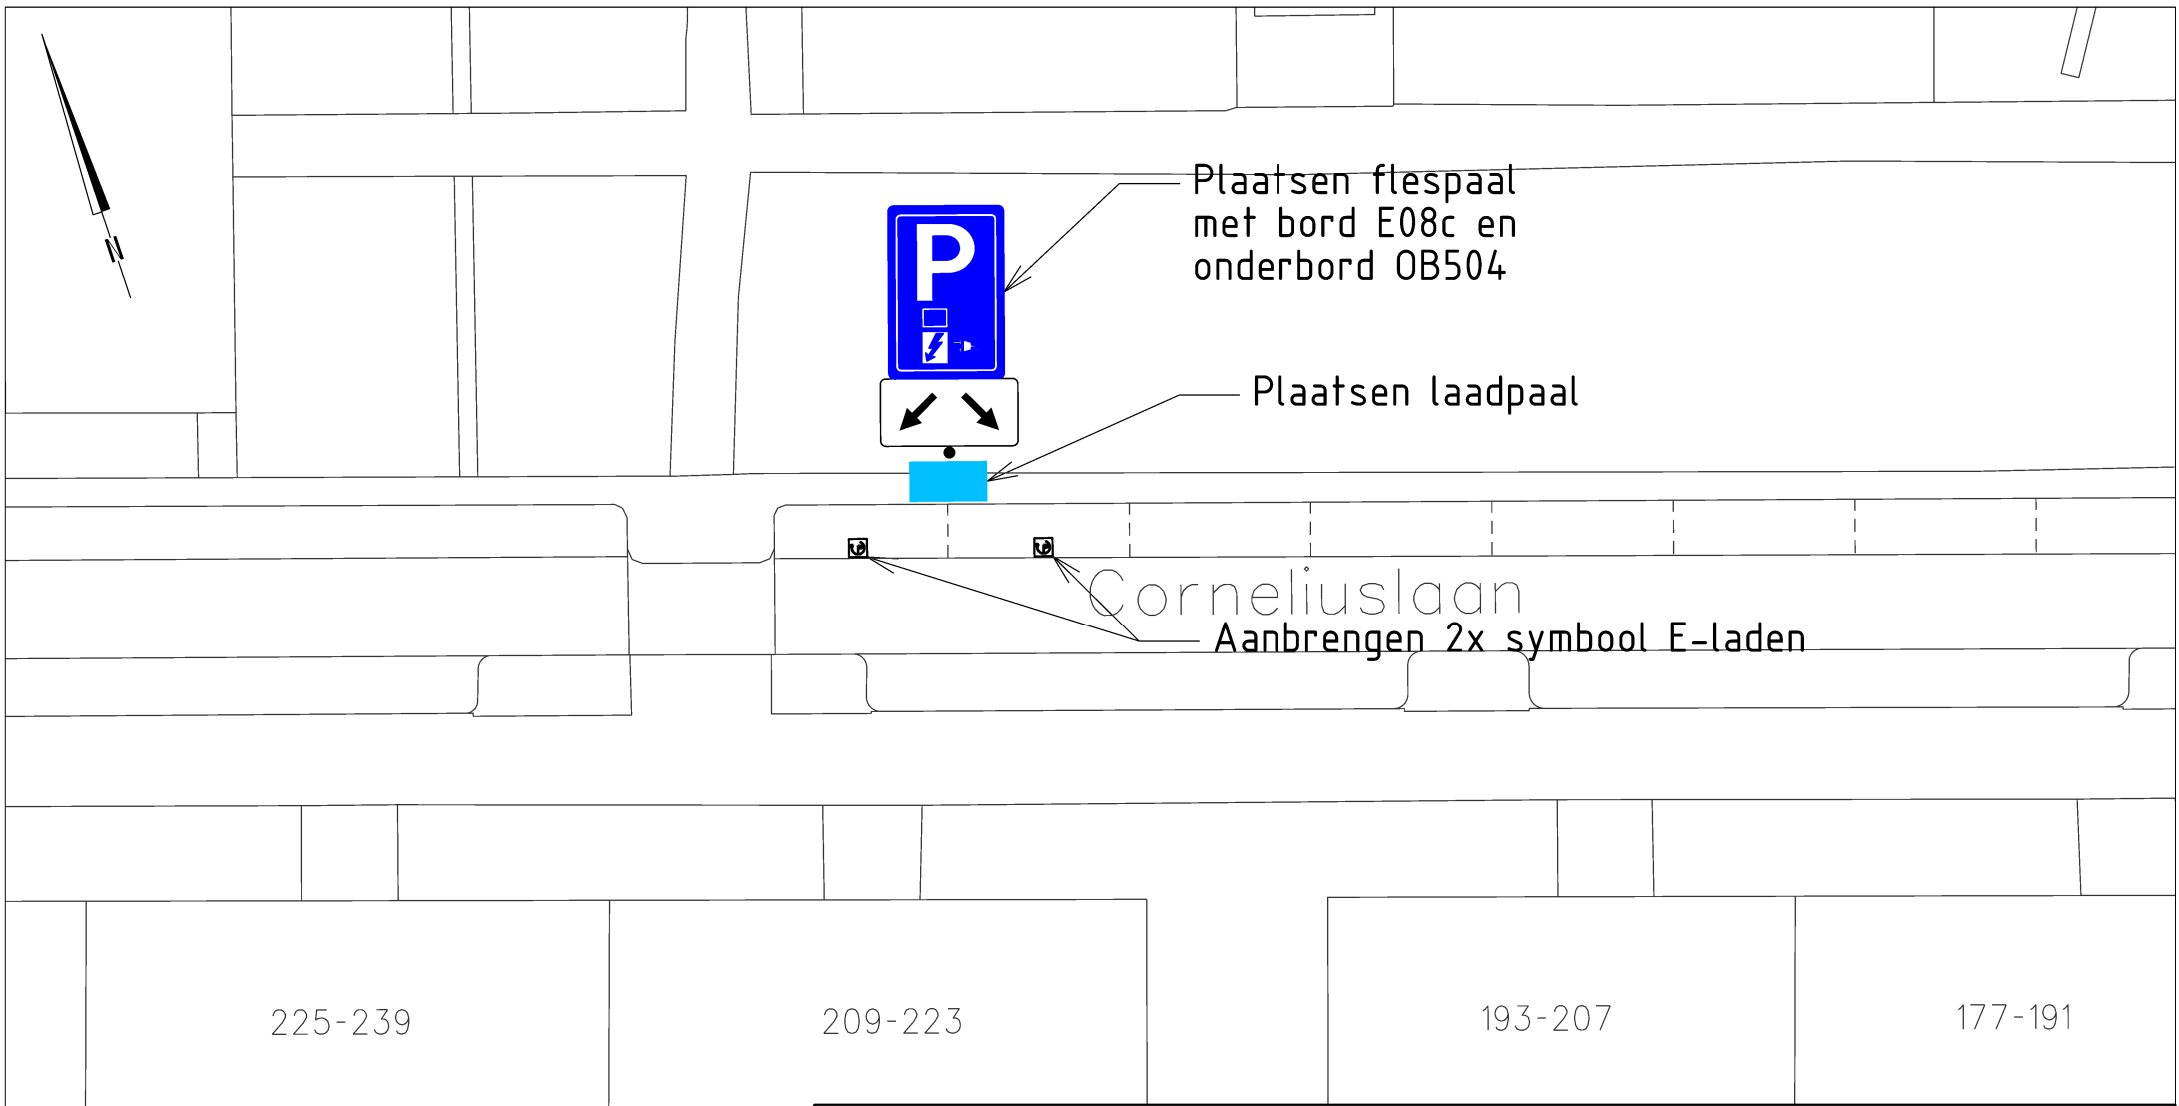 N
Plaatsen flespaal
met bord E08c en
onderbord OB504
P
Plaatsen laadpaal
Corneliuslaan
Aanbrengen 2x symbool E-laden
225-239
209-223
193-207
177-191